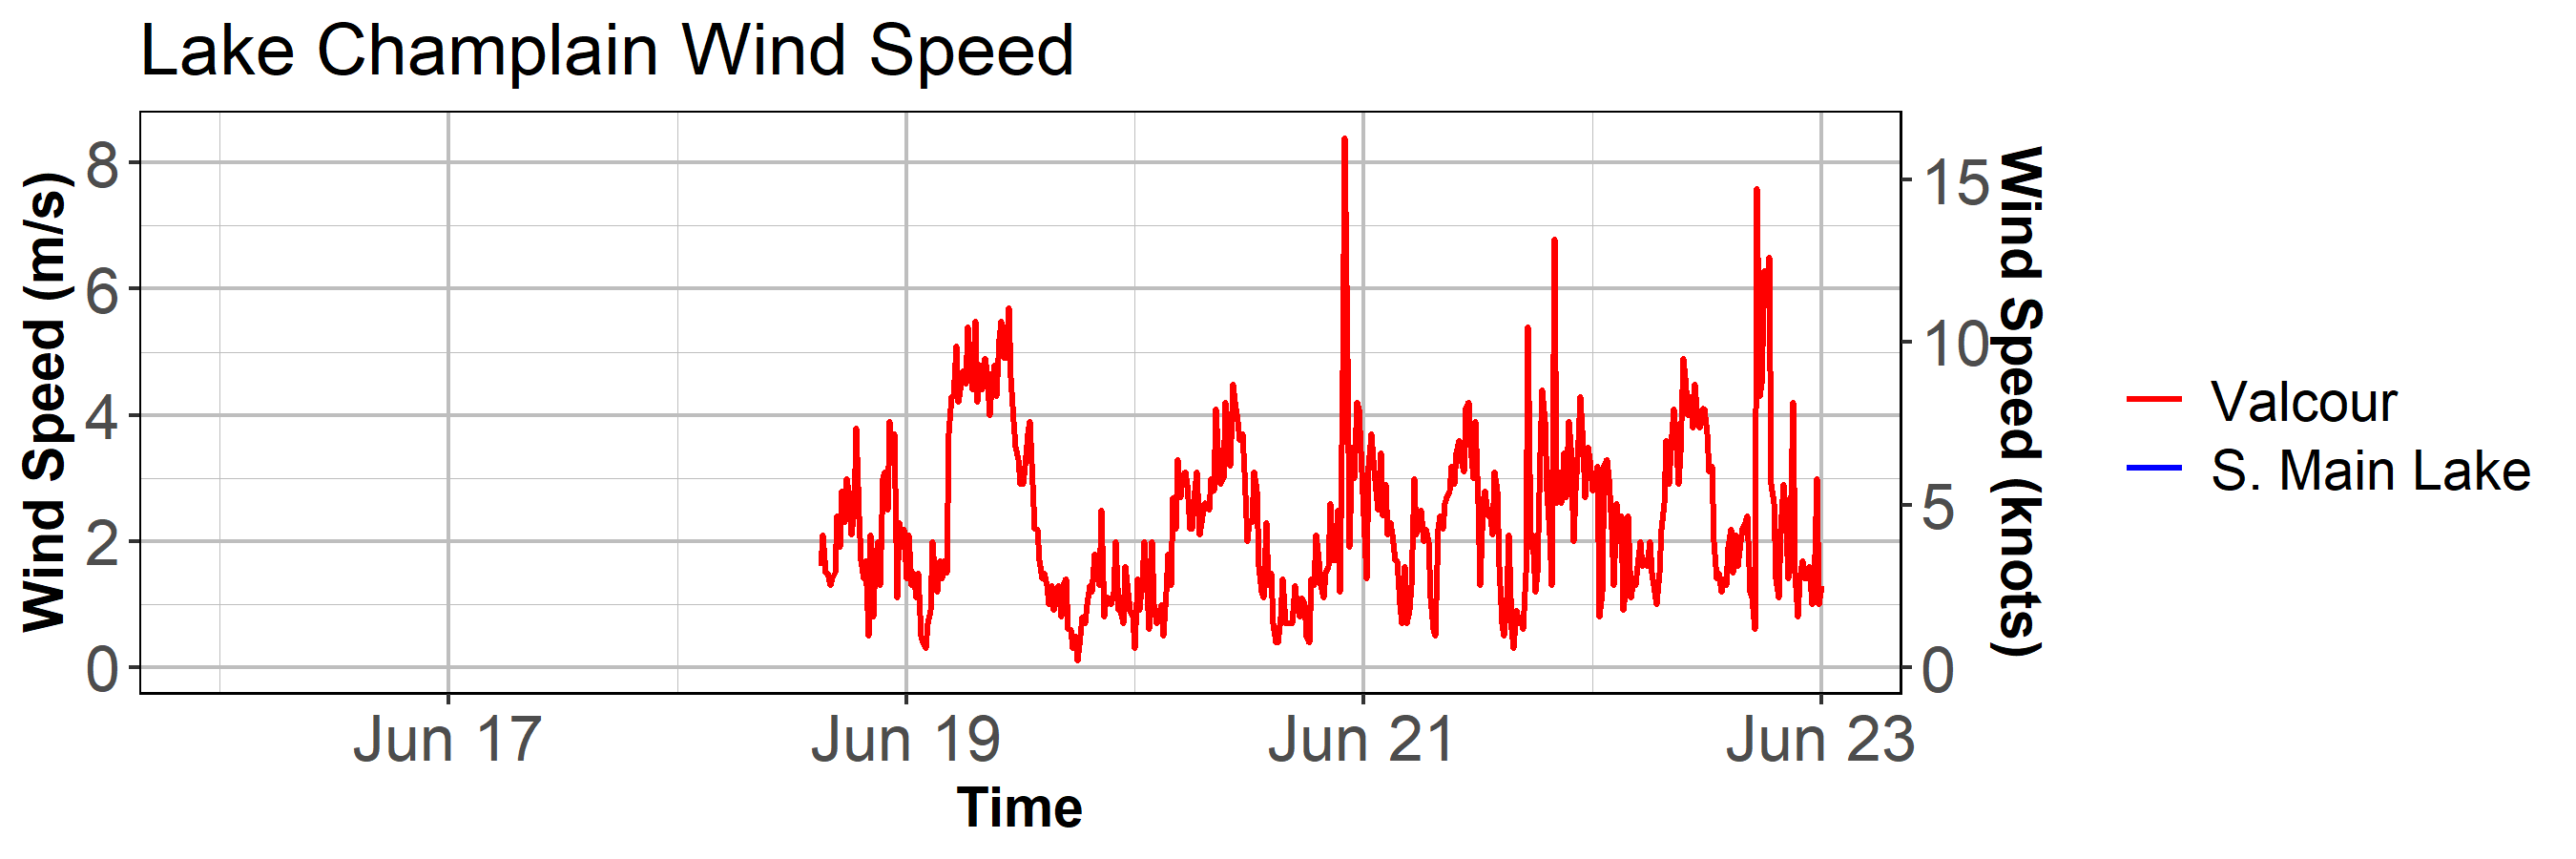 Lake Champlain Wind Speed
Wind Speed (m/s)
8
6
4
2
0
15
10
5
0
Wind Speed (knots)
Jun 17
Jun 19
Jun 21
Jun 23
Time
Valcour
S. Main Lake